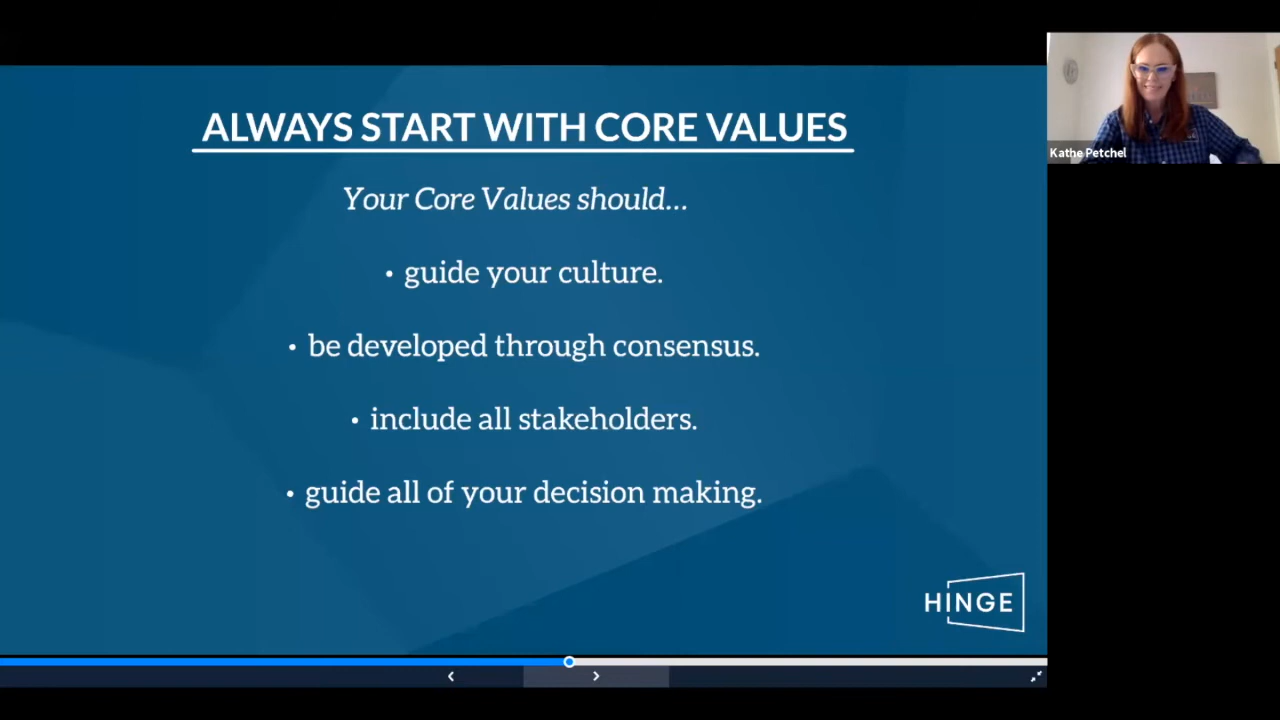 ALWAYS START WITH CORE VALUES
Your Core Values should...
• guide your culture.
• be developed through consensus.
• include all stakeholders.
• guide all of your decision making.
HINGE
Kathe Petchel